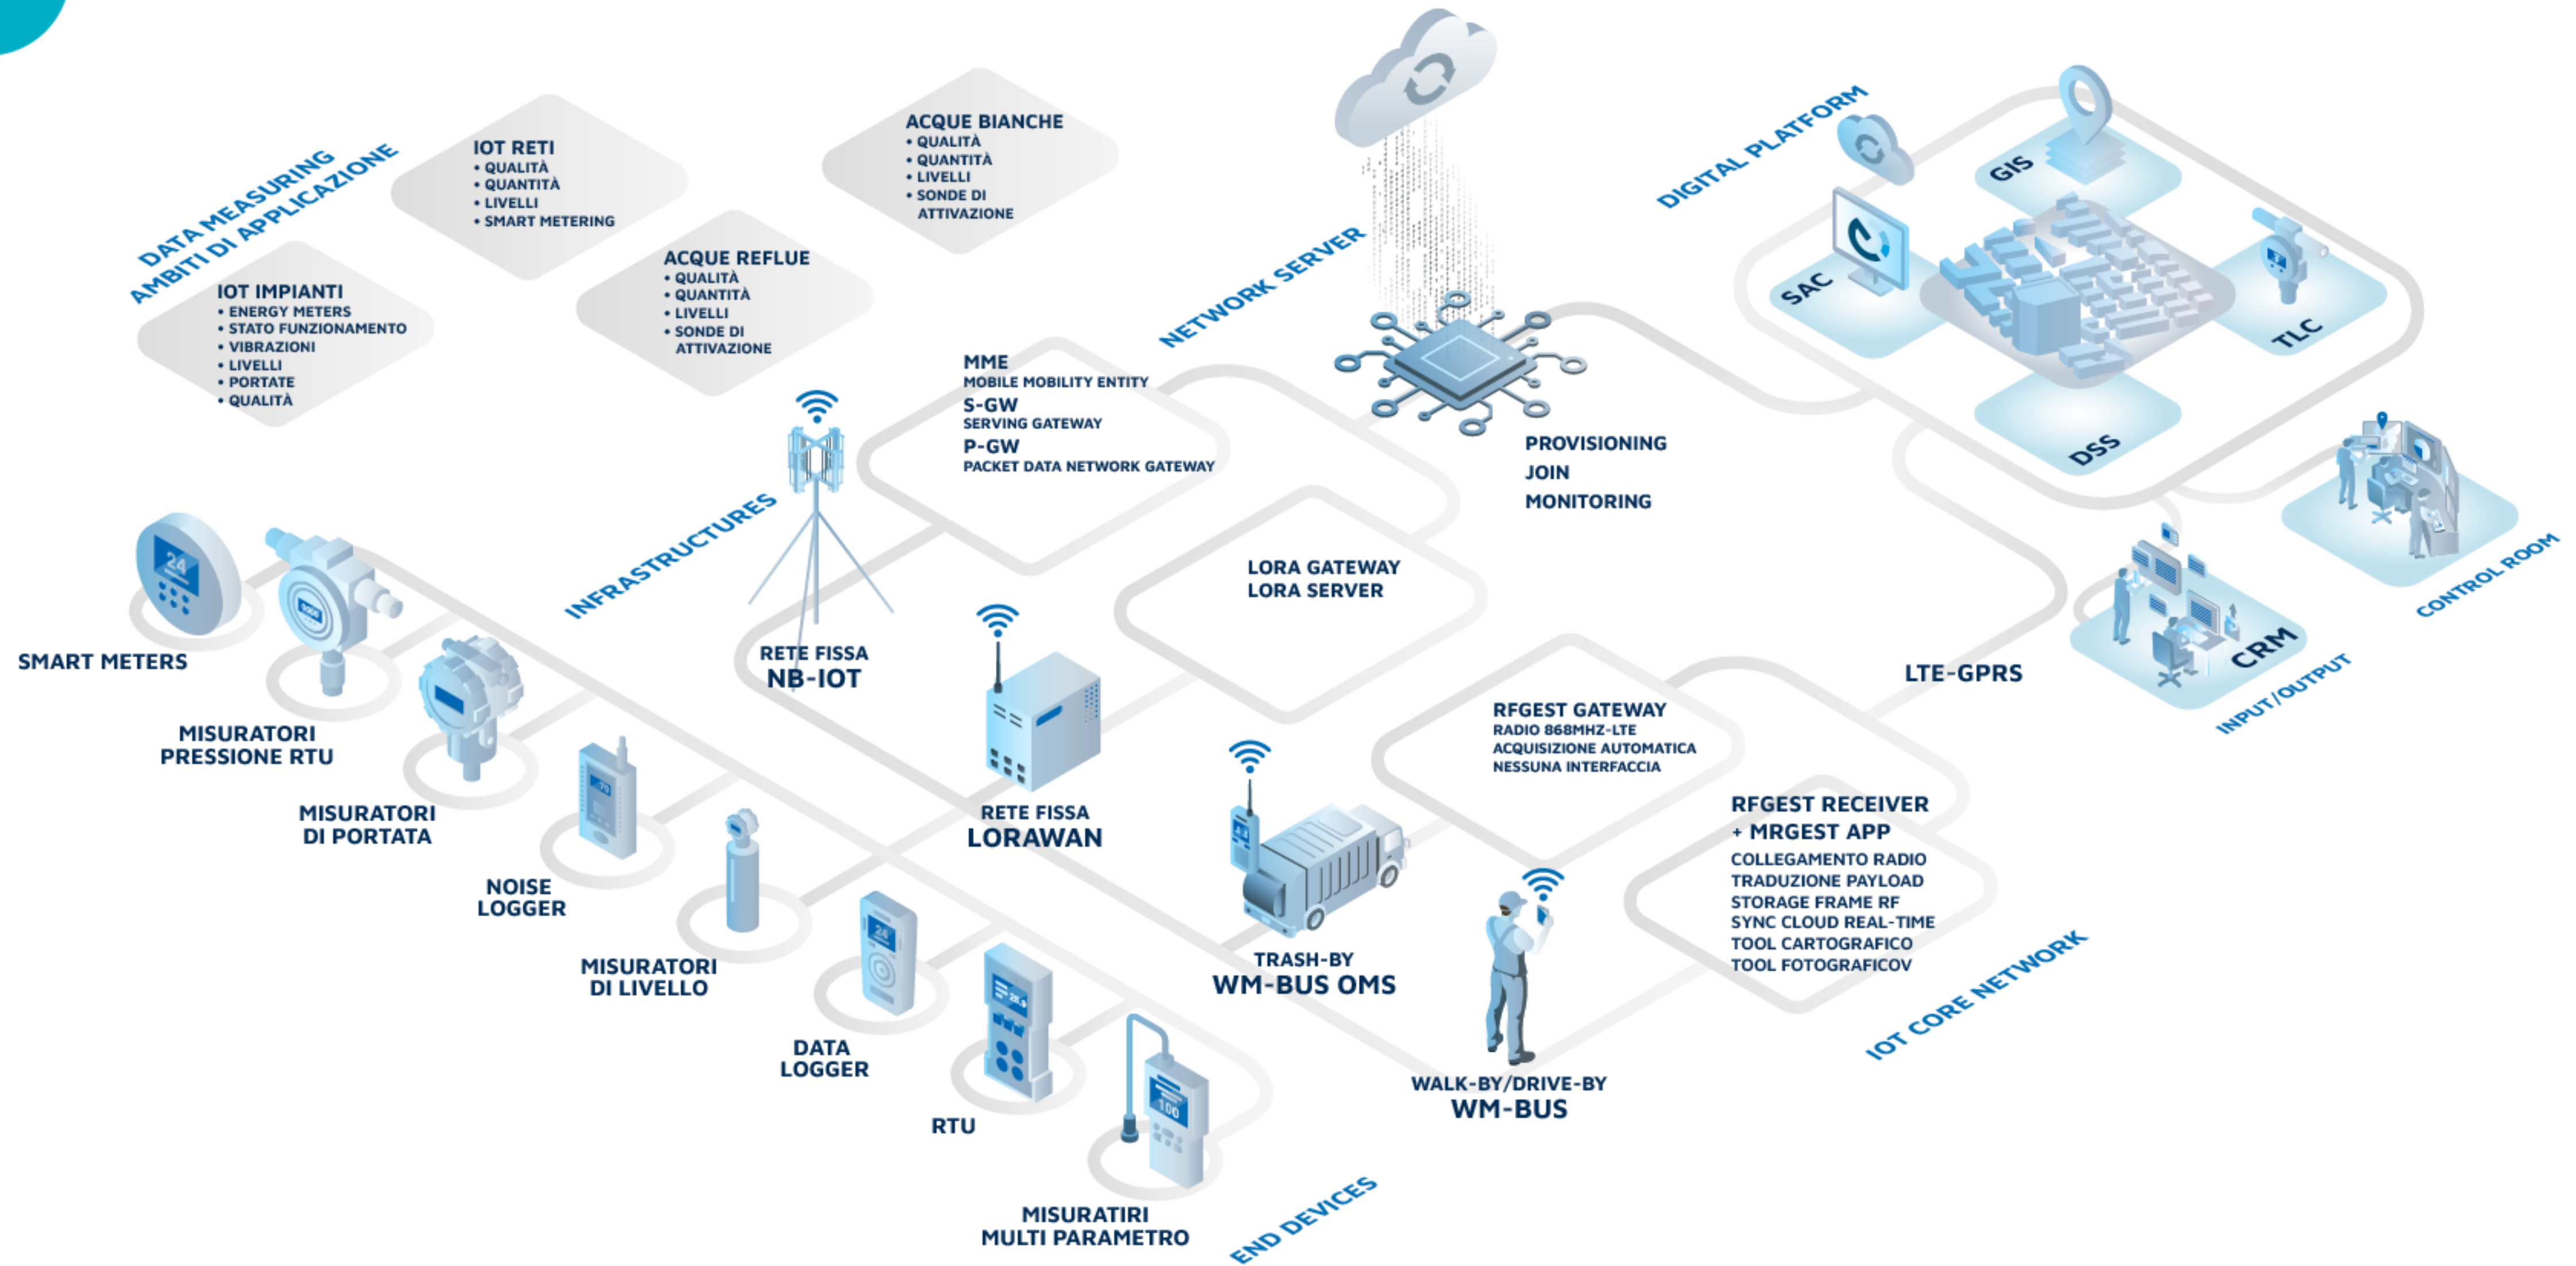 DATA MEASURING
AMBITI DI APPLICAZIONE
IOT IMPIANTI
• ENERGY METERS
• STATO FUNZIONAMENTO
• VIBRAZIONI
• LIVELLI
• PORTATE
• QUALITÀ
IOT RETI
• QUALITÀ
• QUANTITÀ
• LIVELLI
• SMART METERING
ACQUE REFLUE
• QUALITÀ
• QUANTITÀ
• LIVELLI
• SONDE DI
ATTIVAZIONE
ACQUE BIANCHE
• QUALITÀ
• QUANTITÀ
• LIVELLI
• SONDE DI
ATTIVAZIONE
NETWORK SERVER
PROVISIONING
JOIN
MONITORING
DIGITAL PLATFORM
GIS
SAC
TLC
DSS
CONTROL ROOM
CRM
INPUT/OUTPUT
LTE-GPRS
INFRASTRUCTURES
MME
MOBILE MOBILITY ENTITY
S-GW
SERVING GATEWAY
P-GW
PACKET DATA NETWORK GATEWAY
LORA GATEWAY
LORA SERVER
RFGEST GATEWAY
RADIO 868MHZ-LTE
ACQUISIZIONE AUTOMATICA
NESSUNA INTERFACCIA
RFGEST RECEIVER
+ MRGEST APP
COLLEGAMENTO RADIO
TRADUZIONE PAYLOAD
STORAGE FRAME RF
SYNC CLOUD REAL-TIME
TOOL CARTOGRAFICO
TOOL FOTOGRAFICOV
IOT CORE NETWORK
RETE FISSA
NB-IOT
RETE FISSA
LORAWAN
TRASH-BY
WM-BUS OMS
WALK-BY/DRIVE-BY
WM-BUS
24
SMART METERS
MISURATORI
PRESSIONE RTU
MISURATORI
DI PORTATA
NOISE
LOGGER
MISURATORI
DI LIVELLO
24
DATA
LOGGER
RTU
100
MISURATIRI
MULTI PARAMETRO
END DEVICES